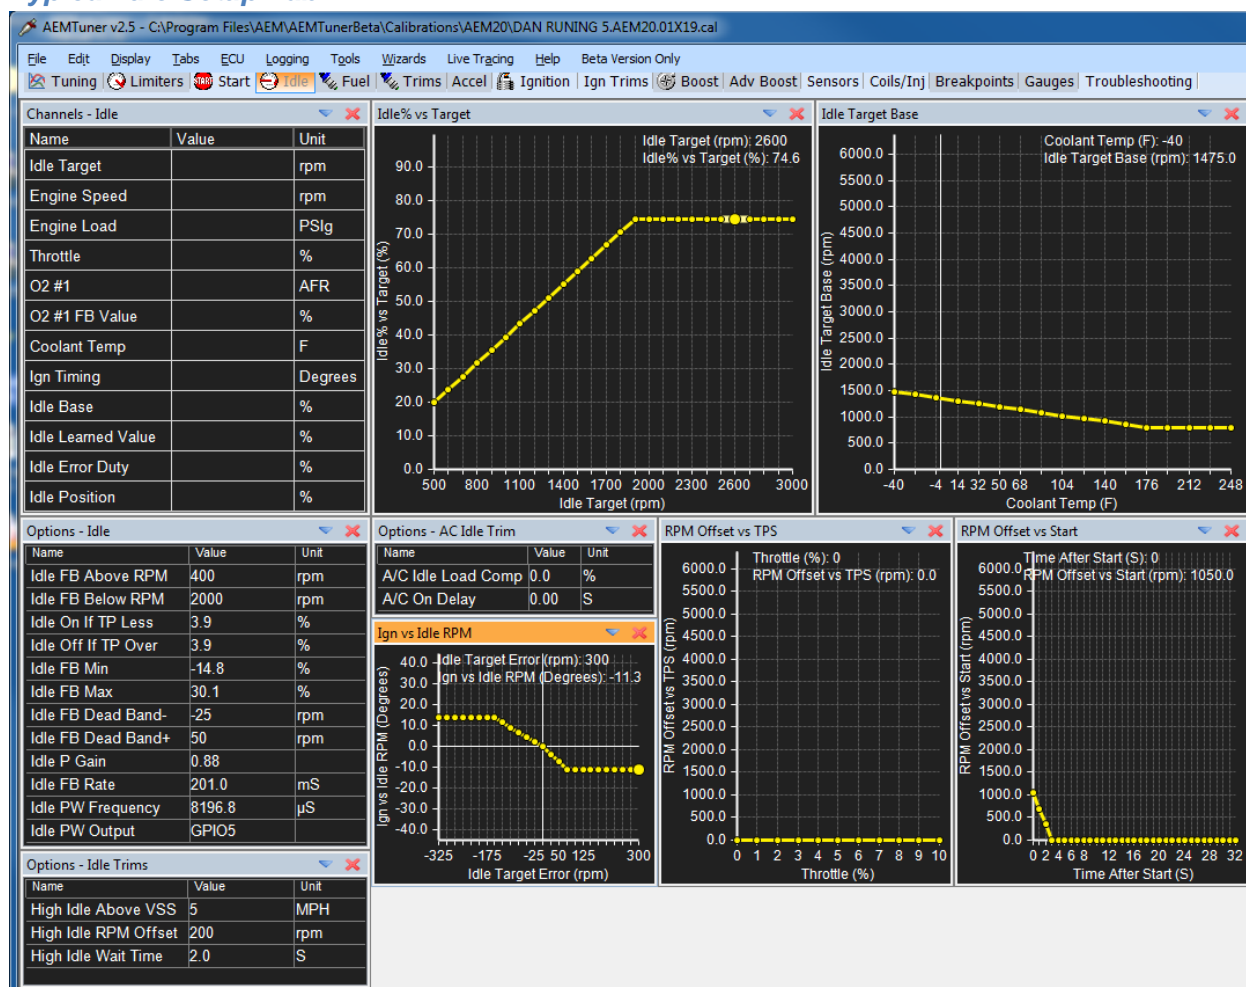 AEMTuner v2.5 - C:\Program Files\AEM\AEMTunerBeta\Calibrations\AEM20\DAN RUNING 5.AEM20.01X19.cal
File Edit Display Tabs ECU Logging Tools Wizards Live Tracing Help Beta Version Only
Tuning Limiters START Start Idle Fuel Trims Accel Ignition Ign Trims Boost Adv Boost Sensors Coils/Inj Breakpoints Gauges Troubleshooting
Channels - Idle
Name Value Unit
Idle Target rpm
Engine Speed rpm
Engine Load PSIg
Throttle %
O2 #1 AFR
O2 #1 FB Value %
Coolant Temp F
Ign Timing Degrees
Idle Base %
Idle Learned Value %
Idle Error Duty %
Idle Position %
Idle% vs Target
Idle Target (rpm): 2600
Idle% vs Target (%): 74.6
Idle% vs Target (%)
90.0
80.0
70.0
60.0
50.0
40.0
30.0
20.0
10.0
0.0
500 800 1100 1400 1700 2000 2300 2600 3000
Idle Target (rpm)
Idle Target Base
Coolant Temp (F): -40
Idle Target Base (rpm): 1475.0
Idle Target Base (rpm)
6000.0
5500.0
5000.0
4500.0
4000.0
3500.0
3000.0
2500.0
2000.0
1500.0
1000.0
500.0
0.0
-40 -4 14 32 50 68 104 140 176 212 248
Coolant Temp (F)
Options - Idle
Name Value Unit
Idle FB Above RPM 400 rpm
Idle FB Below RPM 2000 rpm
Idle On If TP Less 3.9 %
Idle Off If TP Over 3.9 %
Idle FB Min -14.8 %
Idle FB Max 30.1 %
Idle FB Dead Band- -25 rpm
Idle FB Dead Band+ 50 rpm
Idle P Gain 0.88
Idle FB Rate 201.0 mS
Idle PW Frequency 8196.8 µS
Idle PW Output GPIO5
Options - Idle Trims
Name Value Unit
High Idle Above VSS 5 MPH
High Idle RPM Offset 200 rpm
High Idle Wait Time 2.0 S
Options - AC Idle Trim
Name Value Unit
A/C Idle Load Comp 0.0 %
A/C On Delay 0.00 S
Ign vs Idle RPM
Idle Target Error (rpm): 300
Ign vs Idle RPM (Degrees): -11.3
Ign vs Idle RPM (Degrees)
40.0
30.0
20.0
10.0
0.0
-10.0
-20.0
-30.0
-40.0
-325 -175 -25 50 125 300
Idle Target Error (rpm)
RPM Offset vs TPS
Throttle (%): 0
RPM Offset vs TPS (rpm): 0.0
RPM Offset vs TPS (rpm)
6000.0
5500.0
5000.0
4500.0
4000.0
3500.0
3000.0
2500.0
2000.0
1500.0
1000.0
500.0
0.0
0 1 2 3 4 5 6 7 8 9 10
Throttle (%)
RPM Offset vs Start
Time After Start (S): 0
RPM Offset vs Start (rpm): 1050.0
RPM Offset vs Start (rpm)
6000.0
5500.0
5000.0
4500.0
4000.0
3500.0
3000.0
2500.0
2000.0
1500.0
1000.0
500.0
0.0
0 2 4 6 8 12 16 20 24 28 32
Time After Start (S)